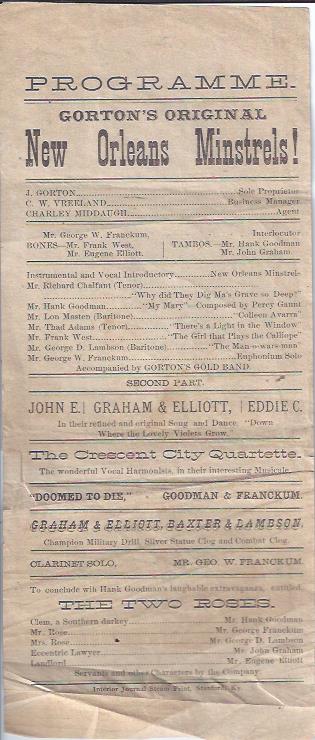 PROGRAMME.
GORTON'S ORIGINAL
New Orleans Minstrels!
J. GORTON...Sole Proprietor
C. W. VREELAND...Business Manager
CHARLEY MIDDAUGH...Agent
Mr. George W. Franckum, Interlocutor
BONES—Mr. Frank West, | TAMBOS.—Mr. Hank Goodman
Mr. Eugene Elliott. | Mr. John Graham.
Instrumental and Vocal Introductory...New Orleans Minstrels
Mr. Richard Chalfant (Tenor)
..."Why did They Dig Ma's Grave so Deep"
Mr. Hank Goodman..."My Mary"—Composed by Percy Gaunt
Mr. Lon Masten (Baritone)..."Colleen Avarra"
Mr. Thad Adams (Tenor)..."There's a Light in the Window"
Mr. Frank West..."The Girl that Plays the Calliope"
Mr. George D. Lambson (Baritone)..."The Man-o-wars-man"
Mr. George W. Franckum...Euphonium Solo
Accompanied by GORTON'S GOLD BAND.
SECOND PART.
JOHN E. | GRAHAM & ELLIOTT, | EDDIE C.
In their refined and original Song and Dance, "Down
Where the Lovely Violets Grow."
The Crescent City Quartette.
The wonderful Vocal Harmonists, in their interesting Musicale.
"DOOMED TO DIE," GOODMAN & FRANCKUM.
GRAHAM & ELLIOTT, BAXTER & LAMBSON,
Champion Military Drill, Silver Statue Clog and Combat Clog.
CLARINET SOLO, MR. GEO. W. FRANCKUM.
To conclude wih Hank Goodman's laughable extravaganza, entitled
THE TWO ROSES.
Clem, a Southern darkey...Mr. Hank Goodman
Mr. Rose...Mr. George Franckum
Mrs. Rose...Mr. George D. Lambson
Eccentric Lawyer...Mr. John Graham
Landlord...Mr. Eugene Elliott
Servants and other Characters by the Company
Interior Journal Steam Print, Stanford, Ky.